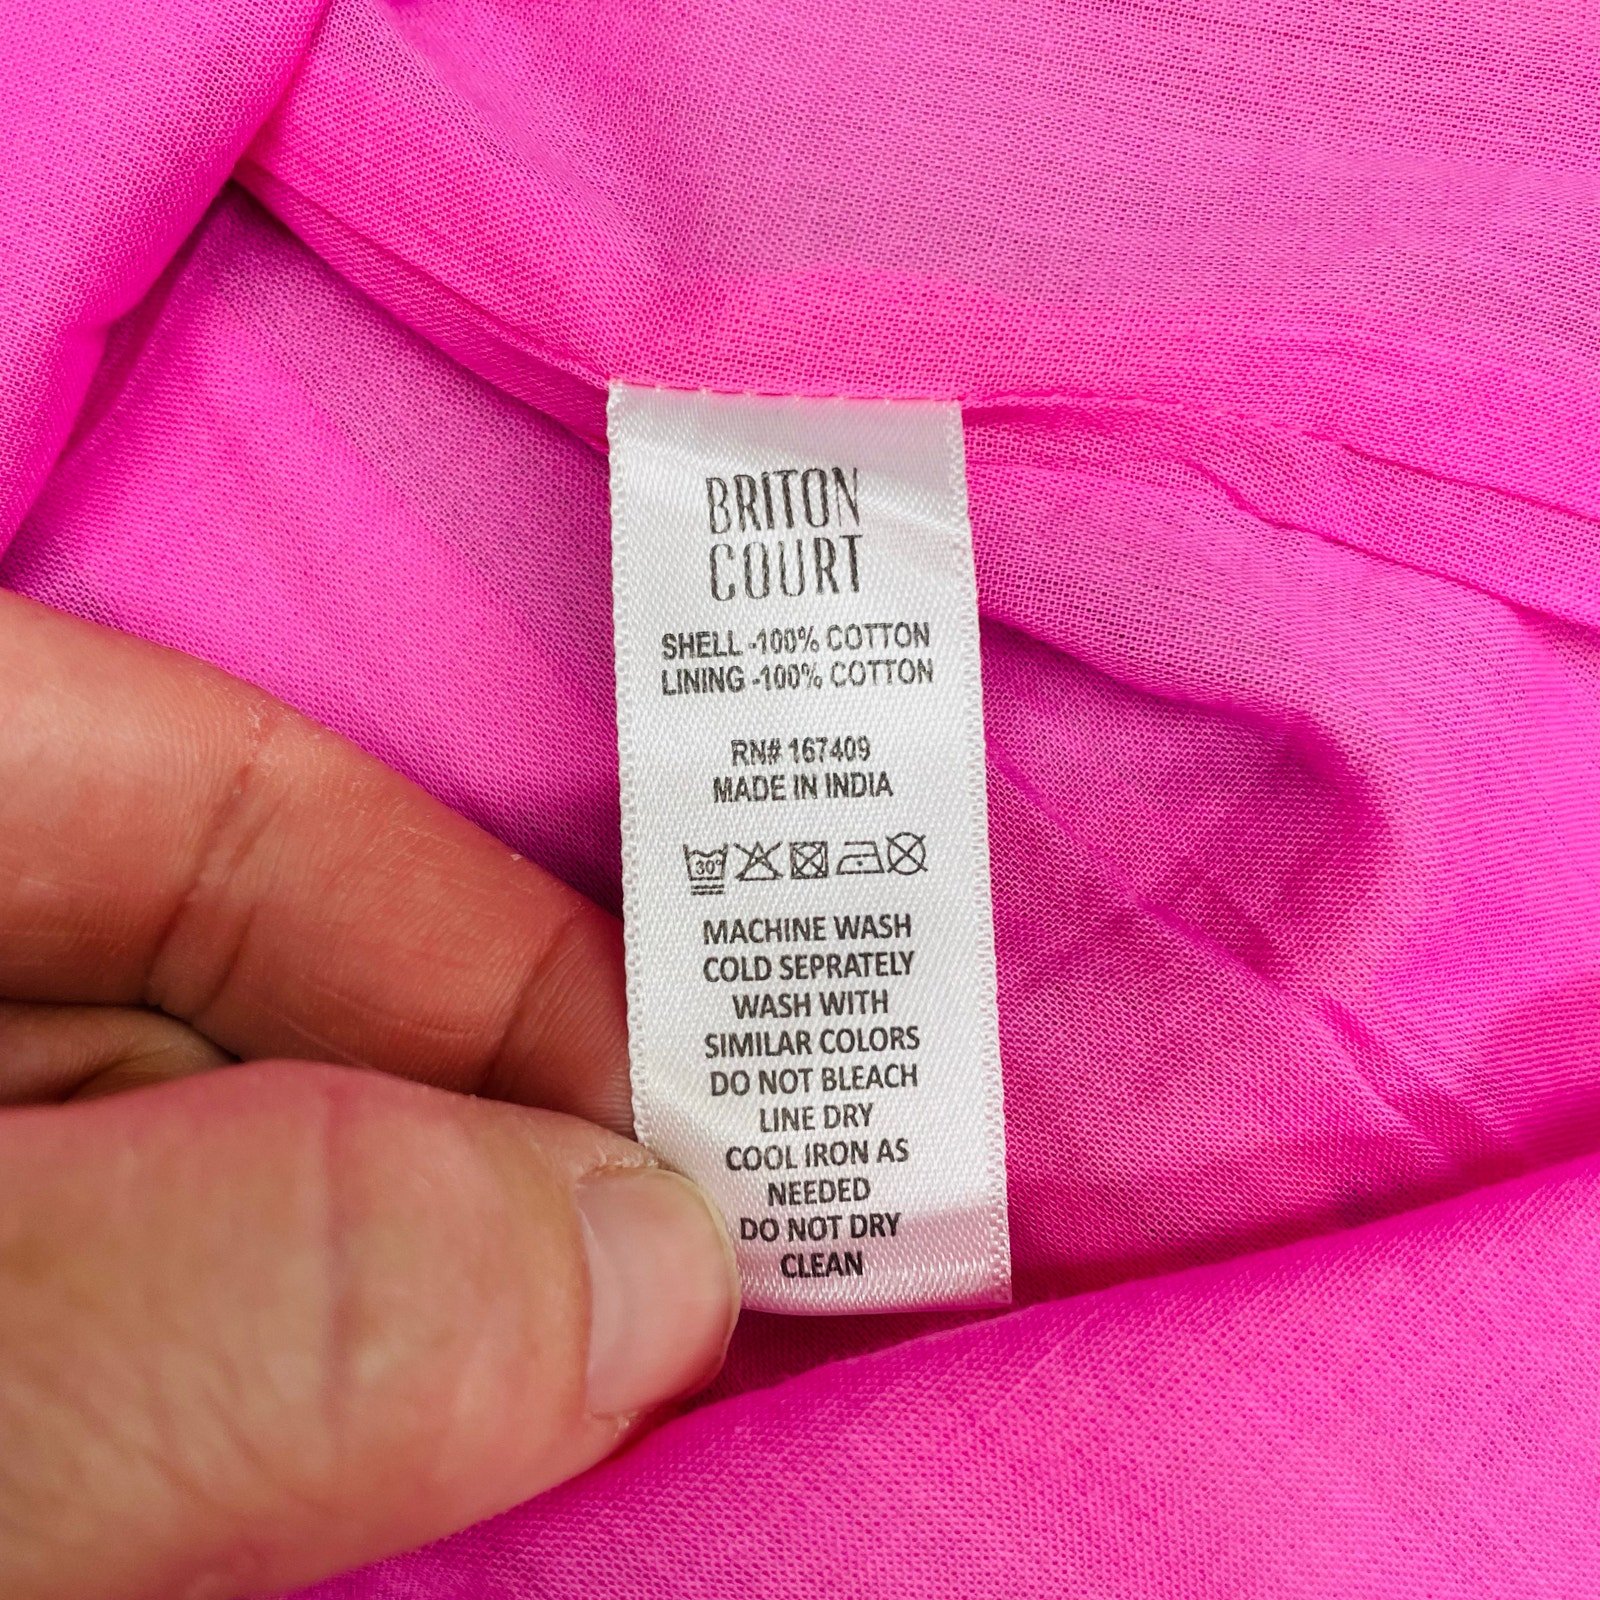 BRITON
COURT
SHELL -100% COTTON
LINING -100% COTTON
RN# 167409
MADE IN INDIA
30°
MACHINE WASH
COLD SEPRATELY
WASH WITH
SIMILAR COLORS
DO NOT BLEACH
LINE DRY
COOL IRON AS
NEEDED
DO NOT DRY
CLEAN